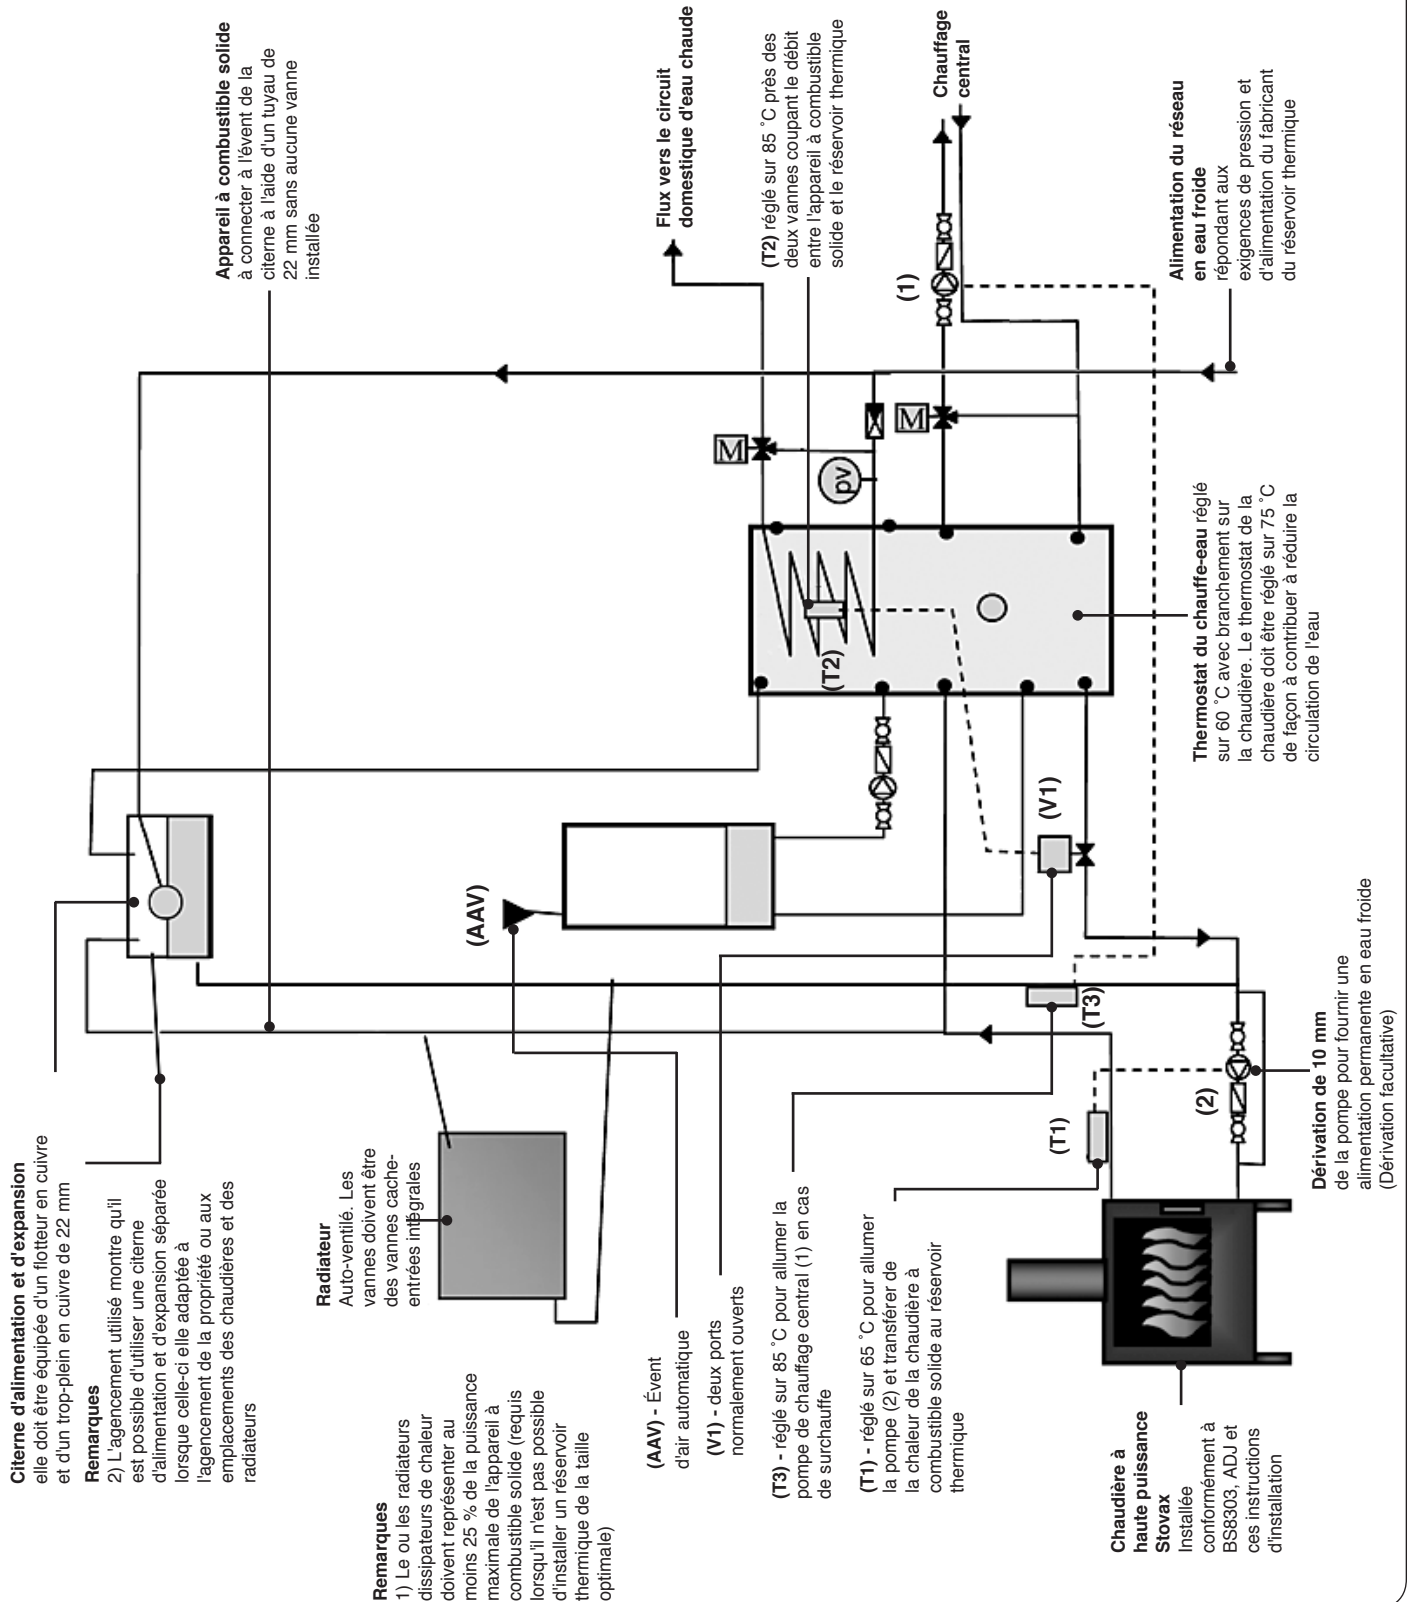 Citerne d'alimentation et d'expansion
elle doit être équipée d'un flotteur en cuivre
et d'un trop-plein en cuivre de 22 mm
Remarques
2) L'agencement utilisé montre qu'il
est possible d'utiliser une citerne
d'alimentation et d'expansion séparée
lorsque celle-ci elle adaptée à
l'agencement de la propriété ou aux
emplacements des chaudières et des
radiateurs
Appareil à combustible solide
à connecter à l'évent de la
citerne à l'aide d'un tuyau de
22 mm sans aucune vanne
installée
Radiateur
Auto-ventilé. Les
vannes doivent être
des vannes cache-
entrées intégrales
Remarques
1) Le ou les radiateurs
dissipateurs de chaleur
doivent représenter au
moins 25 % de la puissance
maximale de l'appareil à
combustible solide (requis
lorsqu'il n'est pas possible
d'installer un réservoir
thermique de la taille
optimale)
(AAV)
(AAV) - Évent
d'air automatique
(V1) - deux ports
normalement ouverts
(T3) - réglé sur 85 ˚C pour allumer la
pompe de chauffage central (1) en cas
de surchauffe
(T1) - réglé sur 65 ˚C pour allumer
la pompe (2) et transférer de
la chaleur de la chaudière à
combustible solide au réservoir
thermique
Flux vers le circuit
domestique d'eau chaude
(T2) réglé sur 85 ˚C près des
deux vannes coupant le débit
entre l'appareil à combustible
solide et le réservoir thermique
Chauffage
central
(1)
M
M
pv
(T2)
(V1)
(T3)
(T1)
(2)
Alimentation du réseau
en eau froide
répondant aux
exigences de pression et
d'alimentation du fabricant
du réservoir thermique
Thermostat du chauffe-eau réglé
sur 60 ˚C avec branchement sur
la chaudière. Le thermostat de la
chaudière doit être réglé sur 75 ˚C
de façon à contribuer à réduire la
circulation de l'eau
Chaudière à
haute puissance
Stovax
Installée
conformément à
BS8303, ADJ et
ces instructions
d'installation
Dérivation de 10 mm
de la pompe pour fournir une
alimentation permanente en eau froide
(Dérivation facultative)